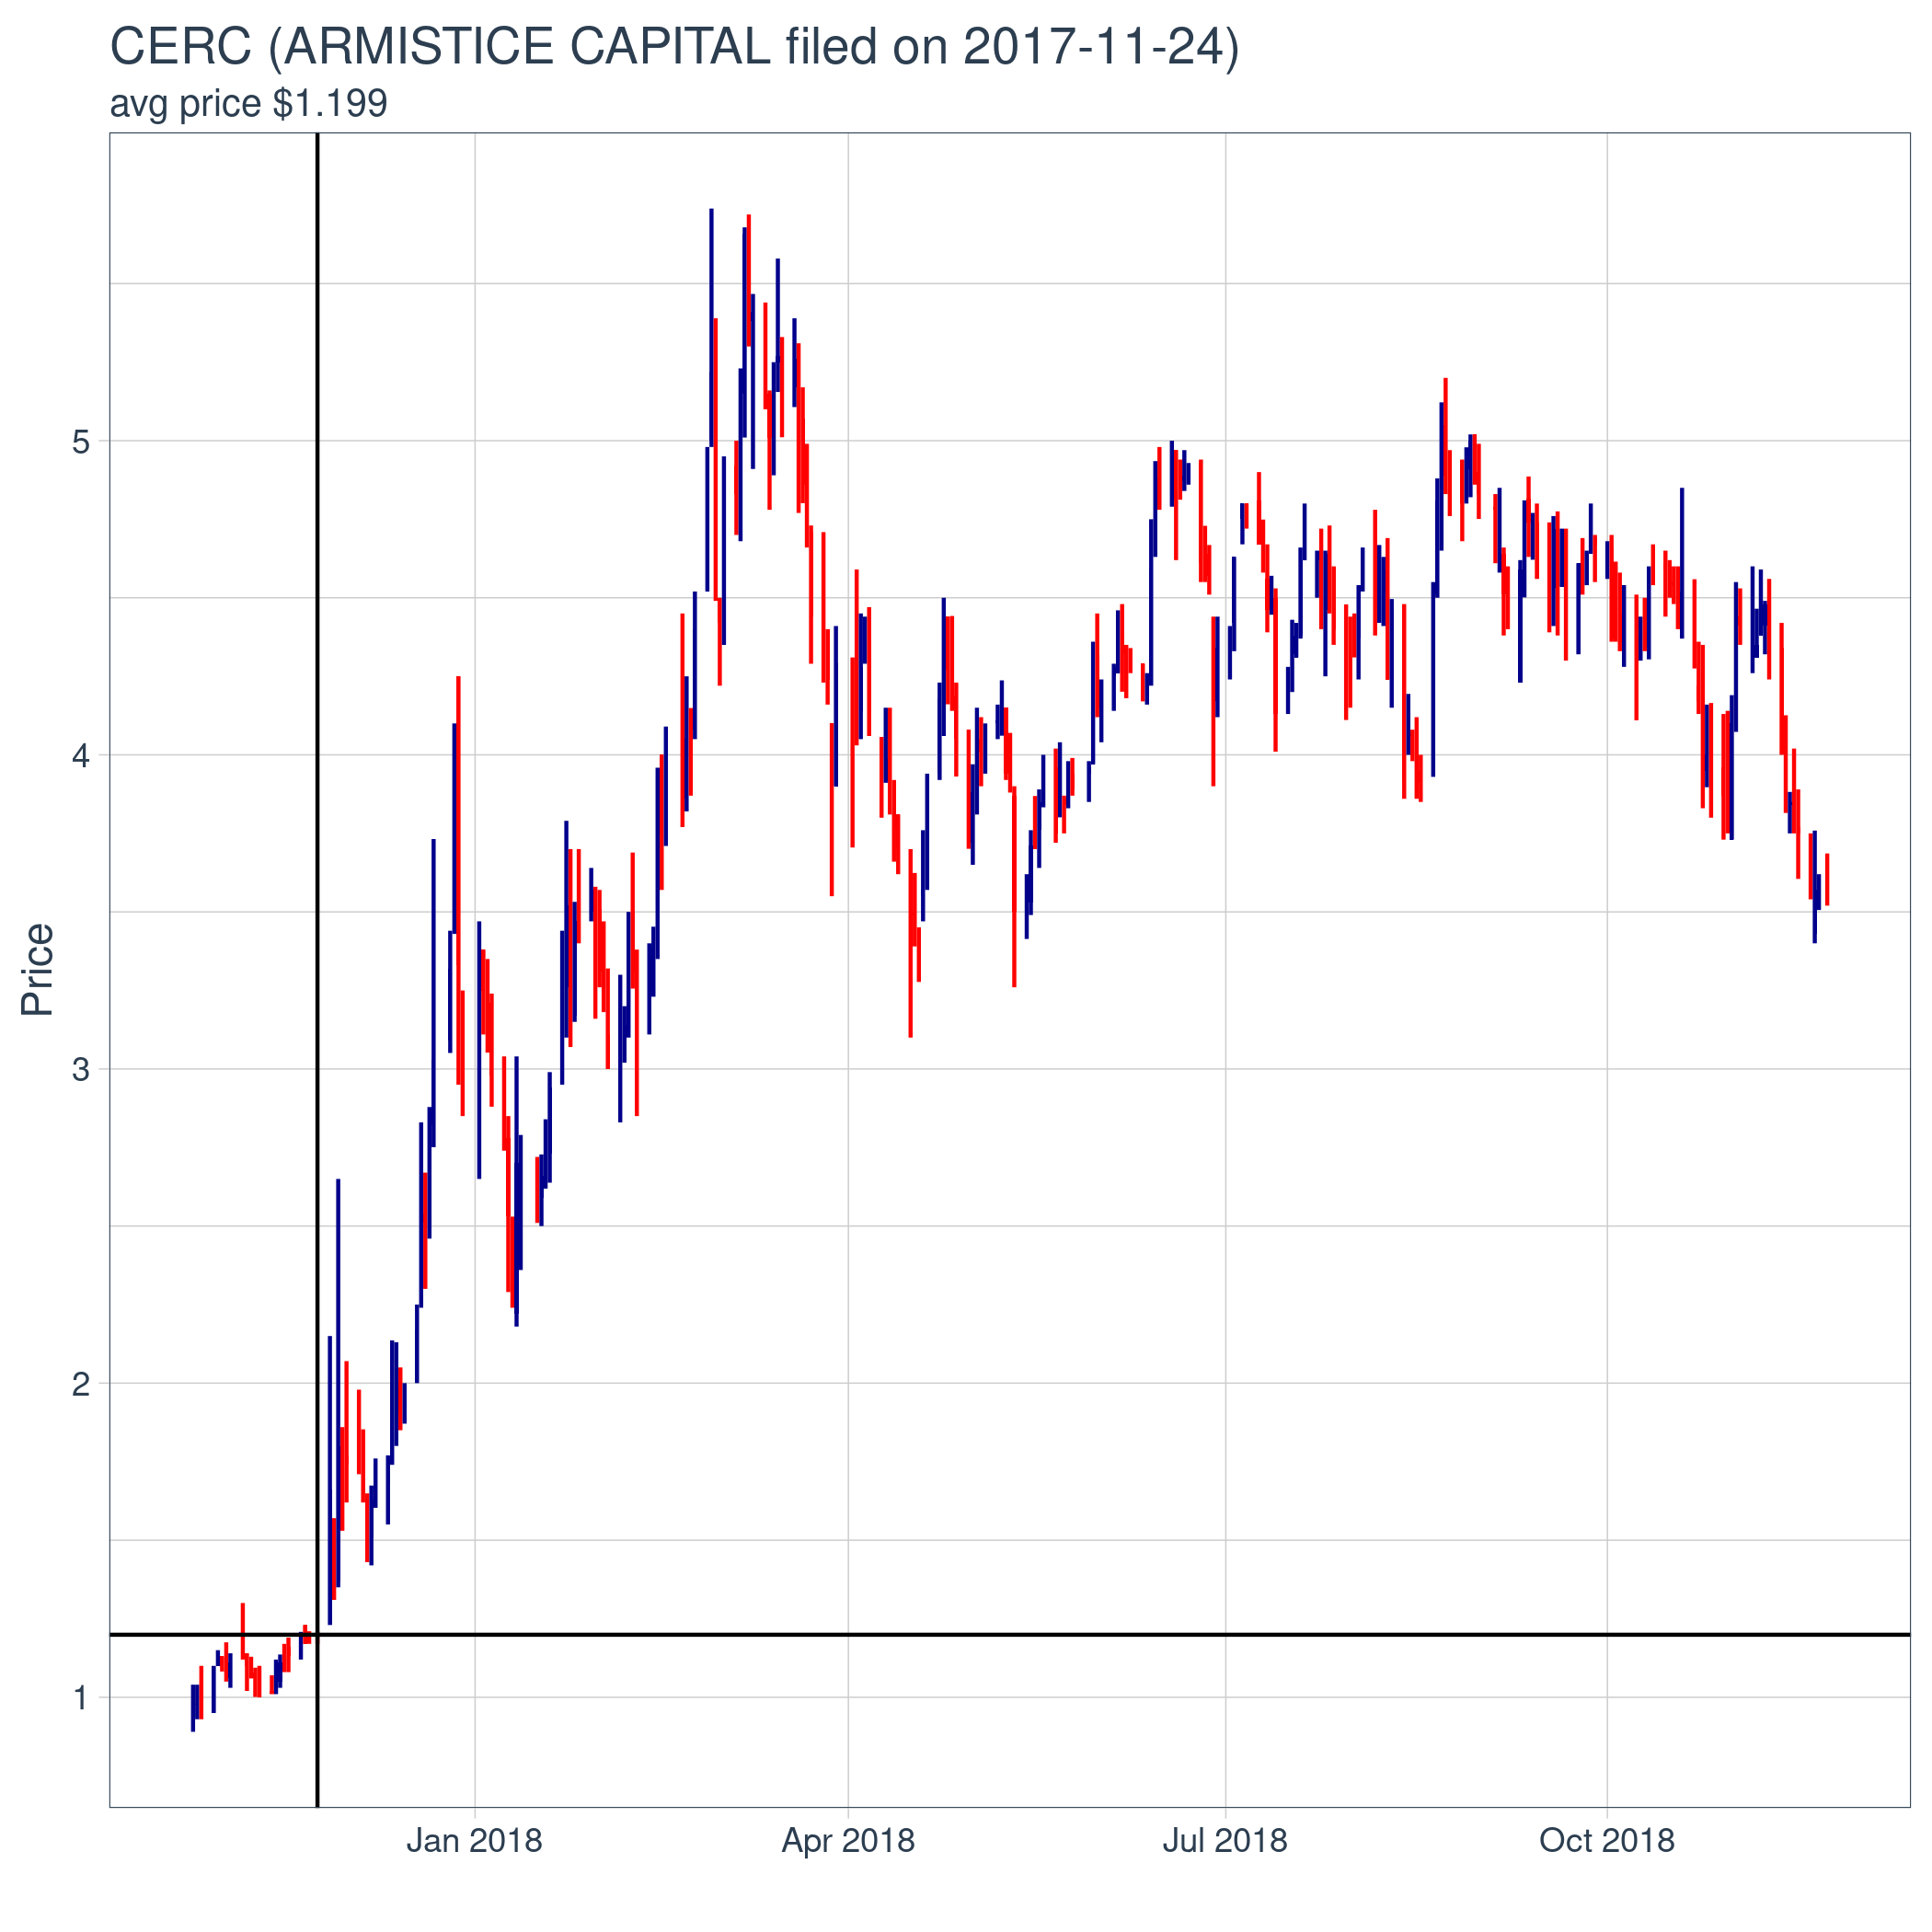 CERC (ARMISTICE CAPITAL filed on 2017-11-24)
avg price $1.199
Price
5
4
3
2
1
Jan 2018 Apr 2018 Jul 2018 Oct 2018